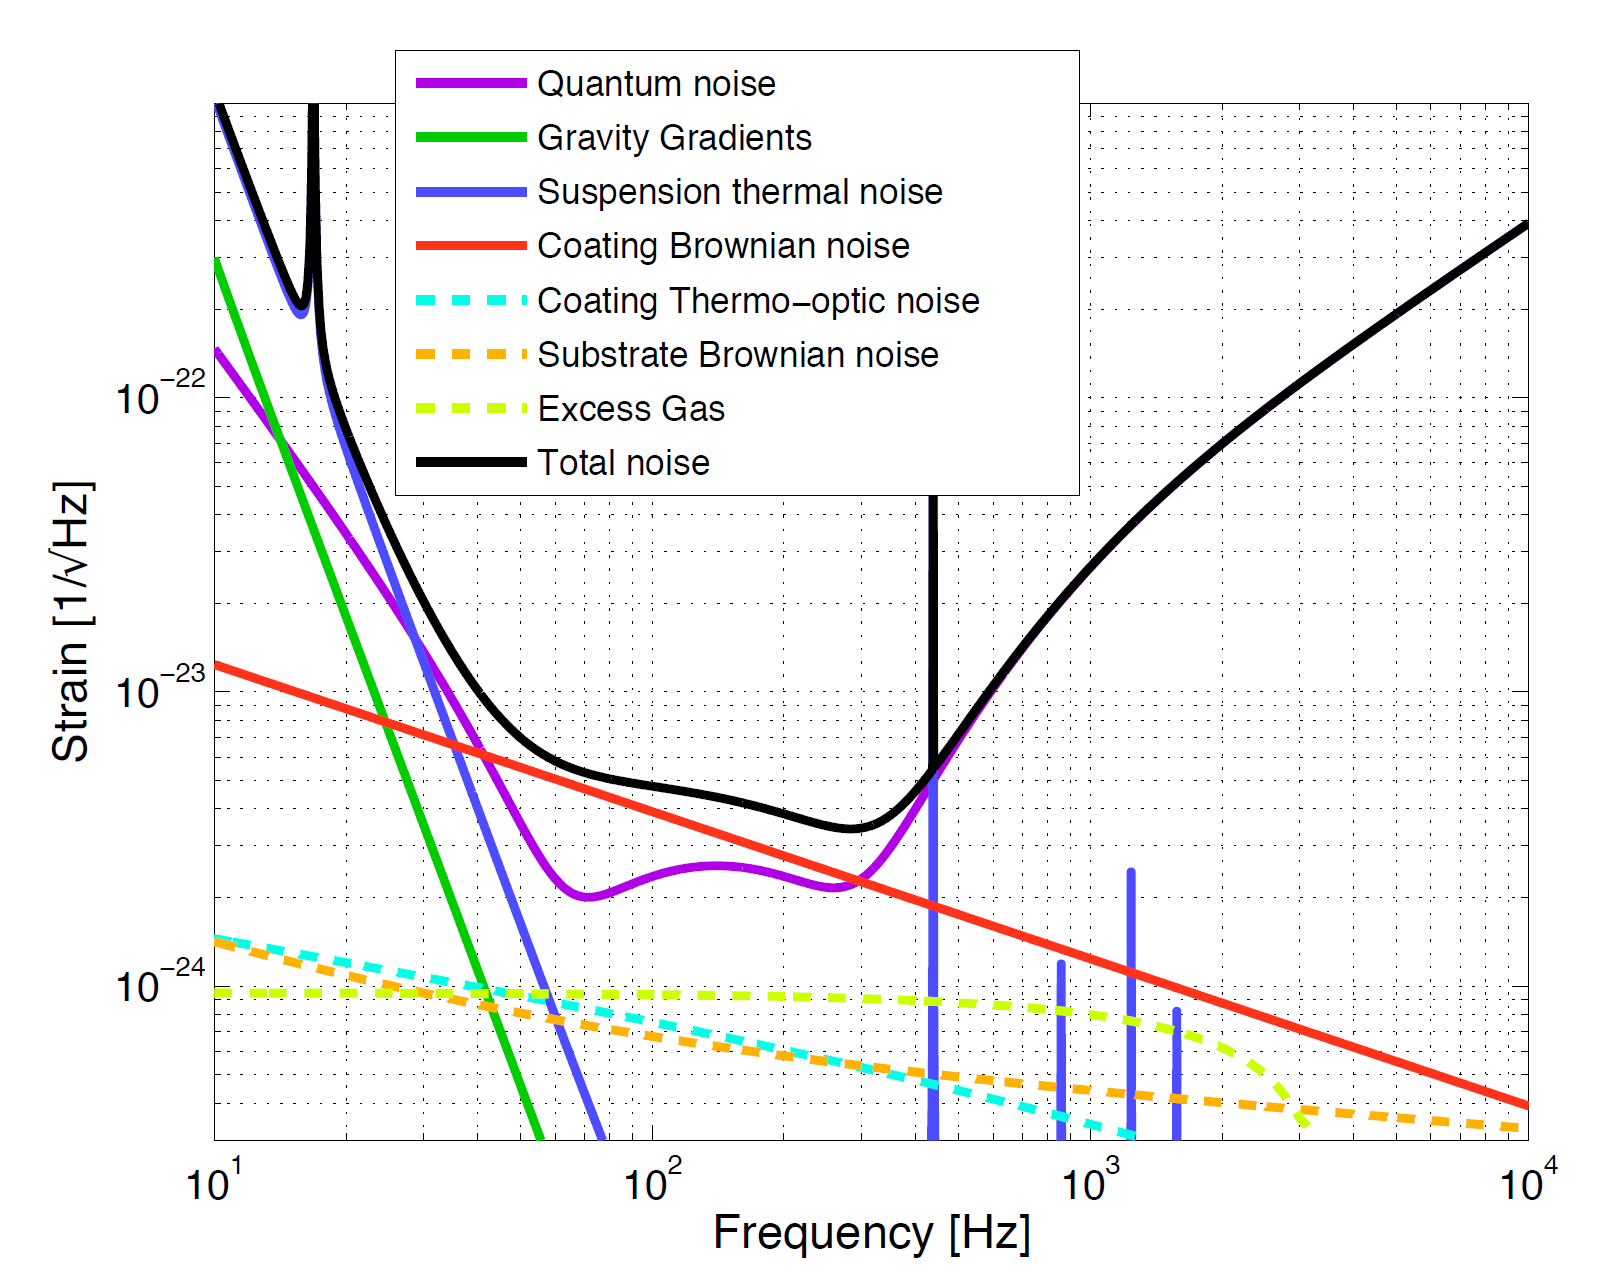 Quantum noise
Gravity Gradients
Suspension thermal noise
Coating Brownian noise
Coating Thermo−optic noise
Substrate Brownian noise
Excess Gas
Total noise
10⁻²²
10⁻²³
10⁻²⁴
Strain [1/√Hz]
10¹ 10² 10³ 10⁴
Frequency [Hz]